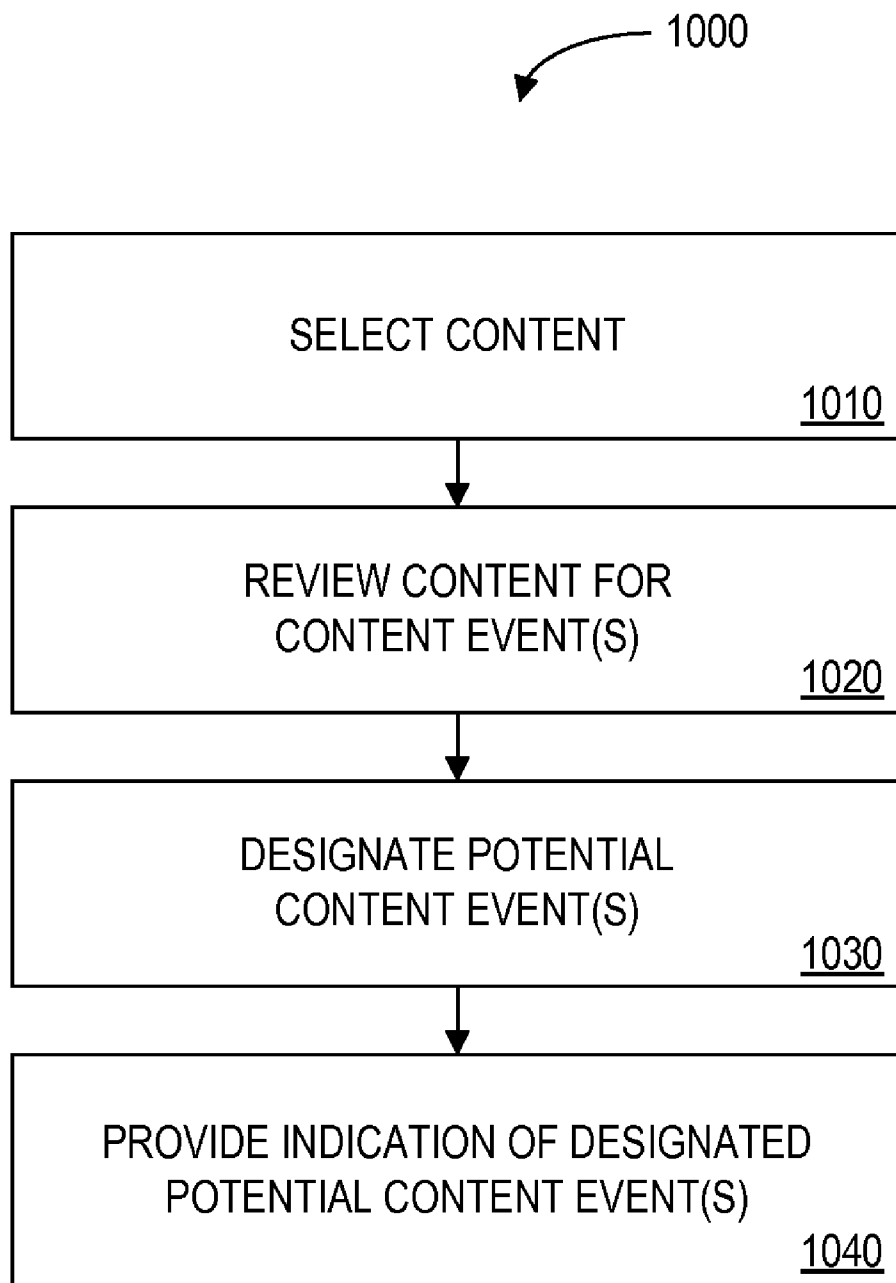 1000
SELECT CONTENT
1010
REVIEW CONTENT FOR
CONTENT EVENT(S)
1020
DESIGNATE POTENTIAL
CONTENT EVENT(S)
1030
PROVIDE INDICATION OF DESIGNATED
POTENTIAL CONTENT EVENT(S)
1040